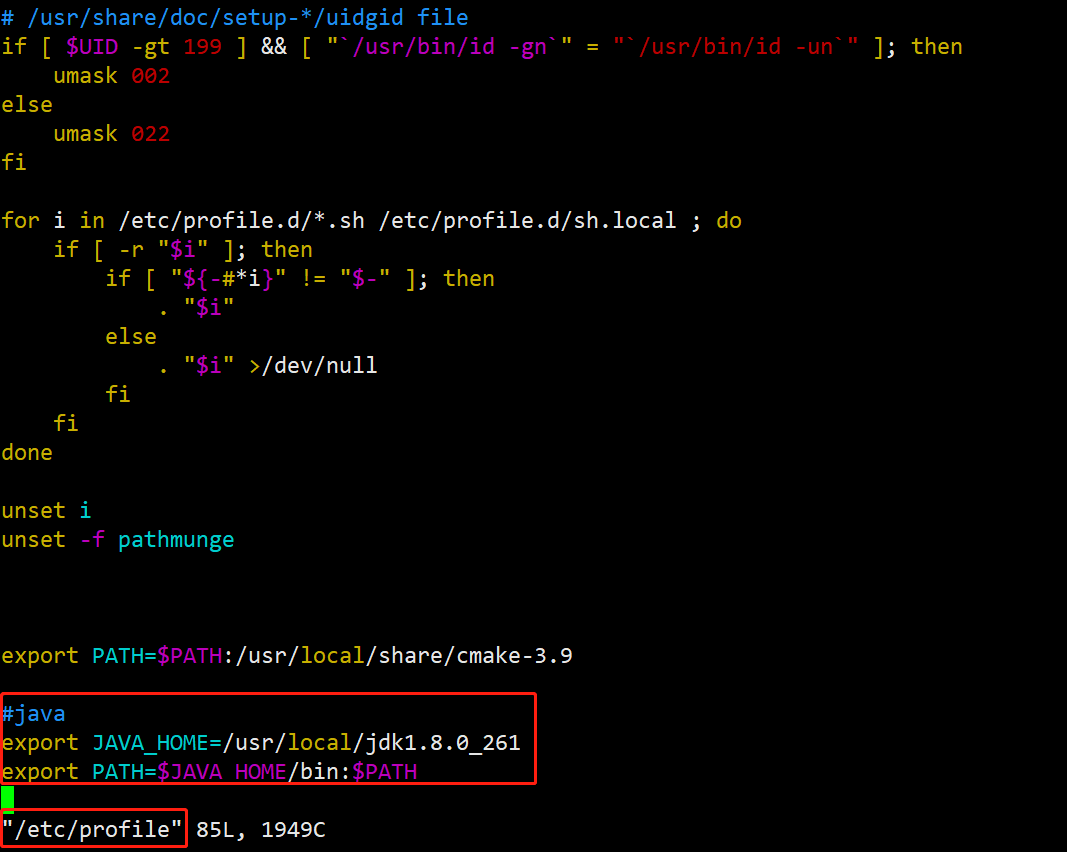 # /usr/share/doc/setup-*/uidgid file
if [ $UID -gt 199 ] && [ "`/usr/bin/id -gn`" = "`/usr/bin/id -un`" ]; then
    umask 002
else
    umask 022
fi
for i in /etc/profile.d/*.sh /etc/profile.d/sh.local ; do
    if [ -r "$i" ]; then
        if [ "${-#*i}" != "$-" ]; then
            . "$i"
        else
            . "$i" >/dev/null
        fi
    fi
done
unset i
unset -f pathmunge
export PATH=$PATH:/usr/local/share/cmake-3.9
#java
export JAVA_HOME=/usr/local/jdk1.8.0_261
export PATH=$JAVA_HOME/bin:$PATH
"/etc/profile" 85L, 1949C